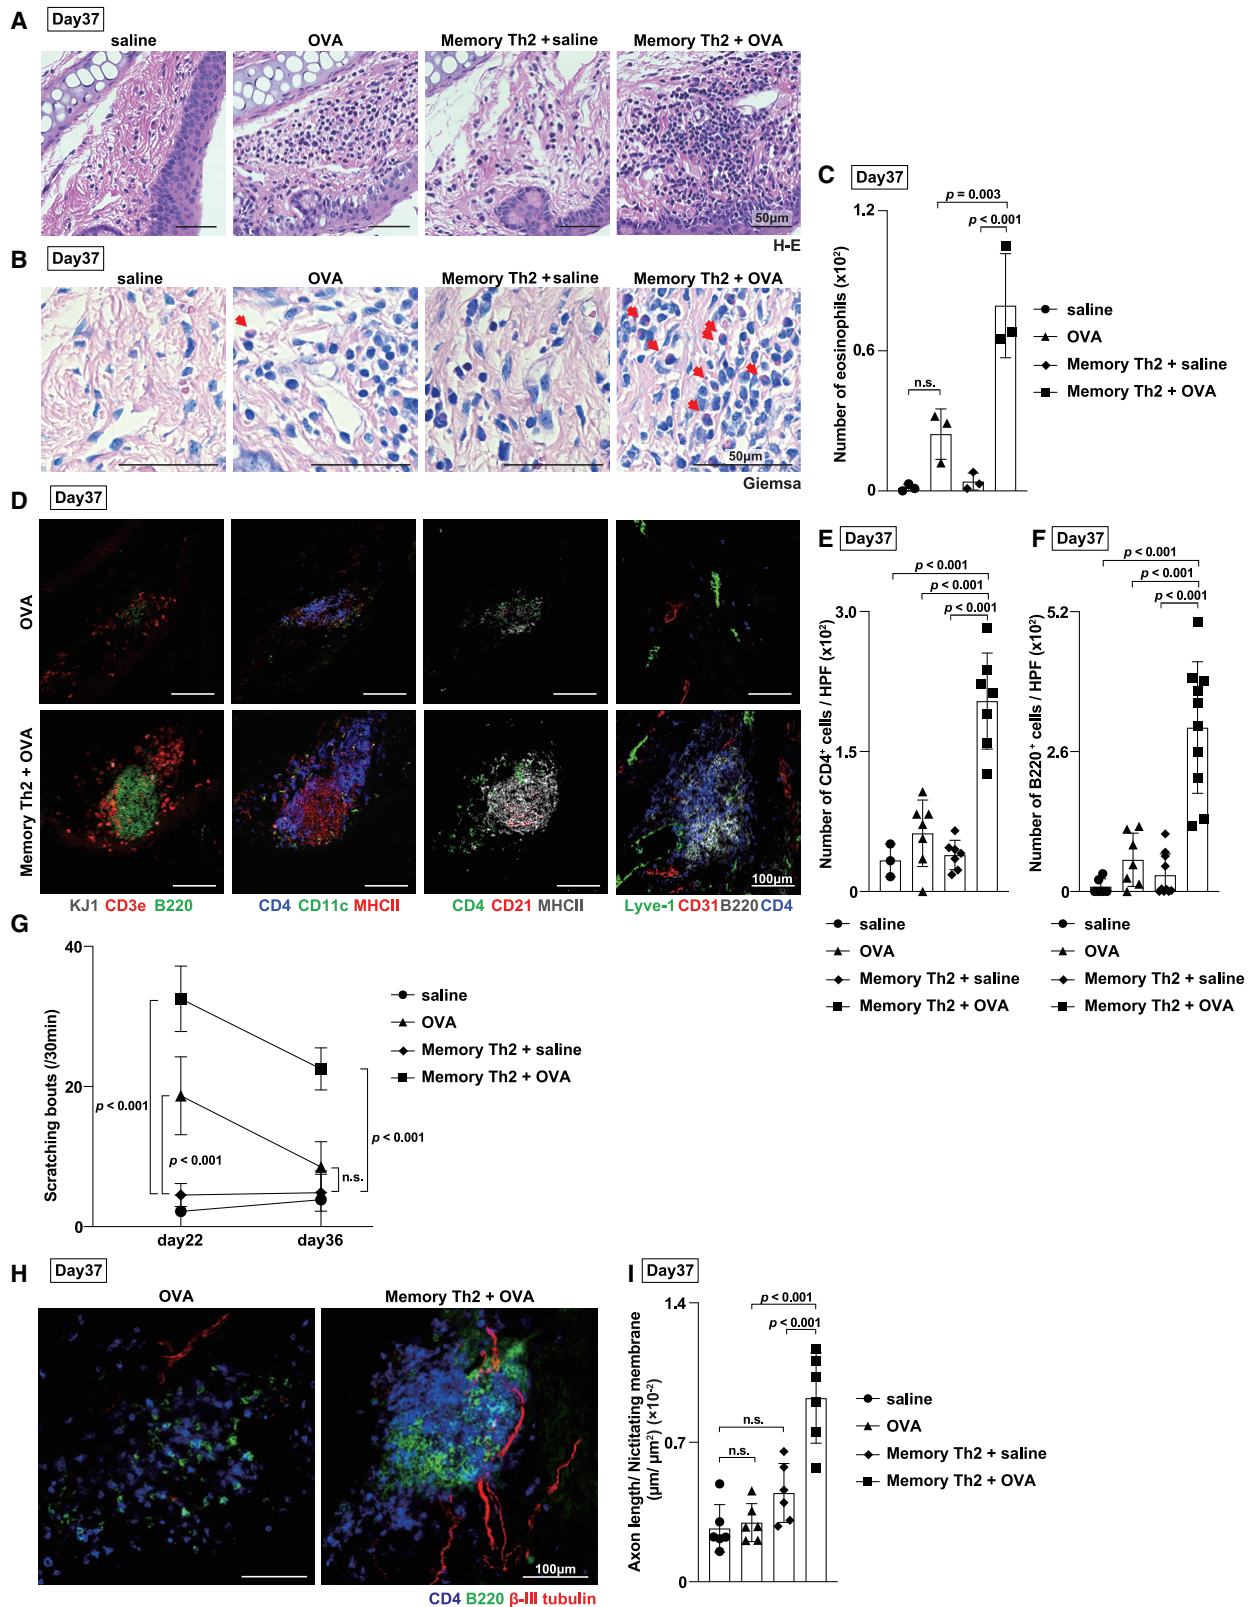 A Day37
saline OVA Memory Th2 + saline Memory Th2 + OVA
50µm
H-E
B Day37
saline OVA Memory Th2 + saline Memory Th2 + OVA
50µm
Giemsa
C Day37
p = 0.003
p < 0.001
n.s.
1.2
0.6
0
Number of eosinophils (x10²)
saline
OVA
Memory Th2 + saline
Memory Th2 + OVA
D Day37
OVA
Memory Th2 + OVA
100µm
KJ1 CD3e B220
CD4 CD11c MHCII
CD4 CD21 MHCII
Lyve-1 CD31 B220 CD4
E Day37
p < 0.001
p < 0.001
p < 0.001
3.0
1.5
0
Number of CD4⁺ cells / HPF (x10²)
saline
OVA
Memory Th2 + saline
Memory Th2 + OVA
F Day37
p < 0.001
p < 0.001
p < 0.001
5.2
2.6
0
Number of B220⁺ cells / HPF (x10²)
saline
OVA
Memory Th2 + saline
Memory Th2 + OVA
G
40
20
0
Scratching bouts (/30min)
p < 0.001
p < 0.001
p < 0.001
n.s.
day22 day36
saline
OVA
Memory Th2 + saline
Memory Th2 + OVA
H Day37
OVA Memory Th2 + OVA
100µm
CD4 B220 β-III tubulin
I Day37
p < 0.001
p < 0.001
n.s.
n.s.
1.4
0.7
0
Axon length/ Nictitating membrane
(µm/ µm²) (×10⁻²)
saline
OVA
Memory Th2 + saline
Memory Th2 + OVA